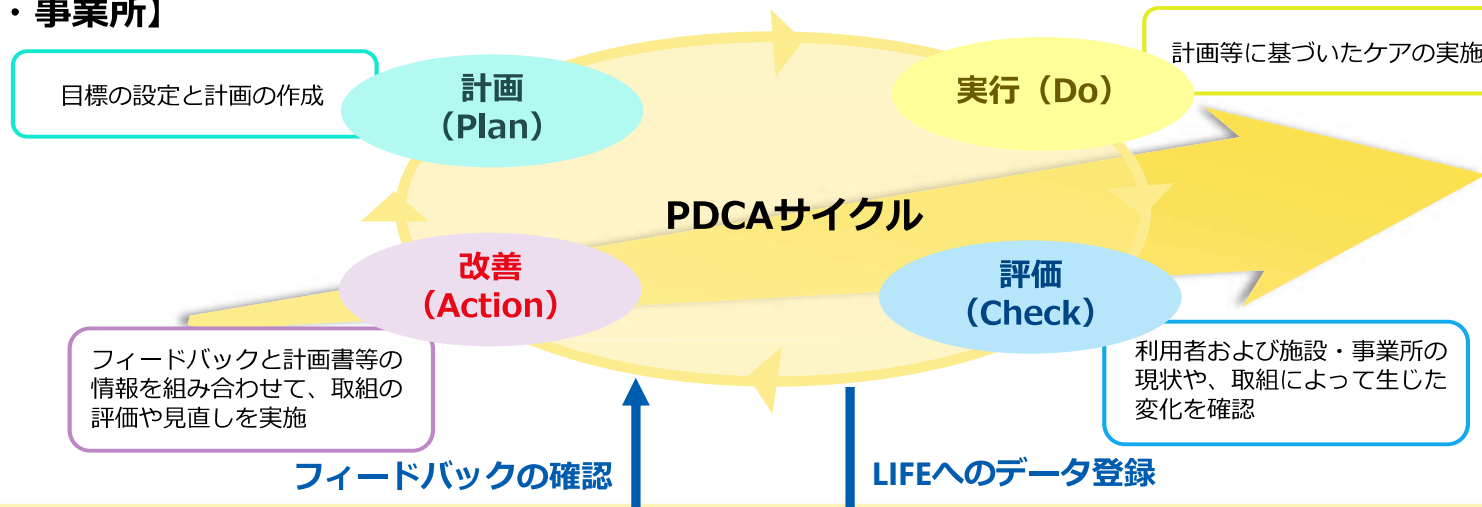 ・事業所】
目標の設定と計画の作成
計画
（Plan）
実行（Do）
計画等に基づいたケアの実施
PDCAサイクル
改善
（Action）
評価
（Check）
フィードバックと計画書等の
情報を組み合わせて、取組の
評価や見直しを実施
利用者および施設・事業所の
現状や、取組によって生じた
変化を確認
フィードバックの確認
LIFEへのデータ登録